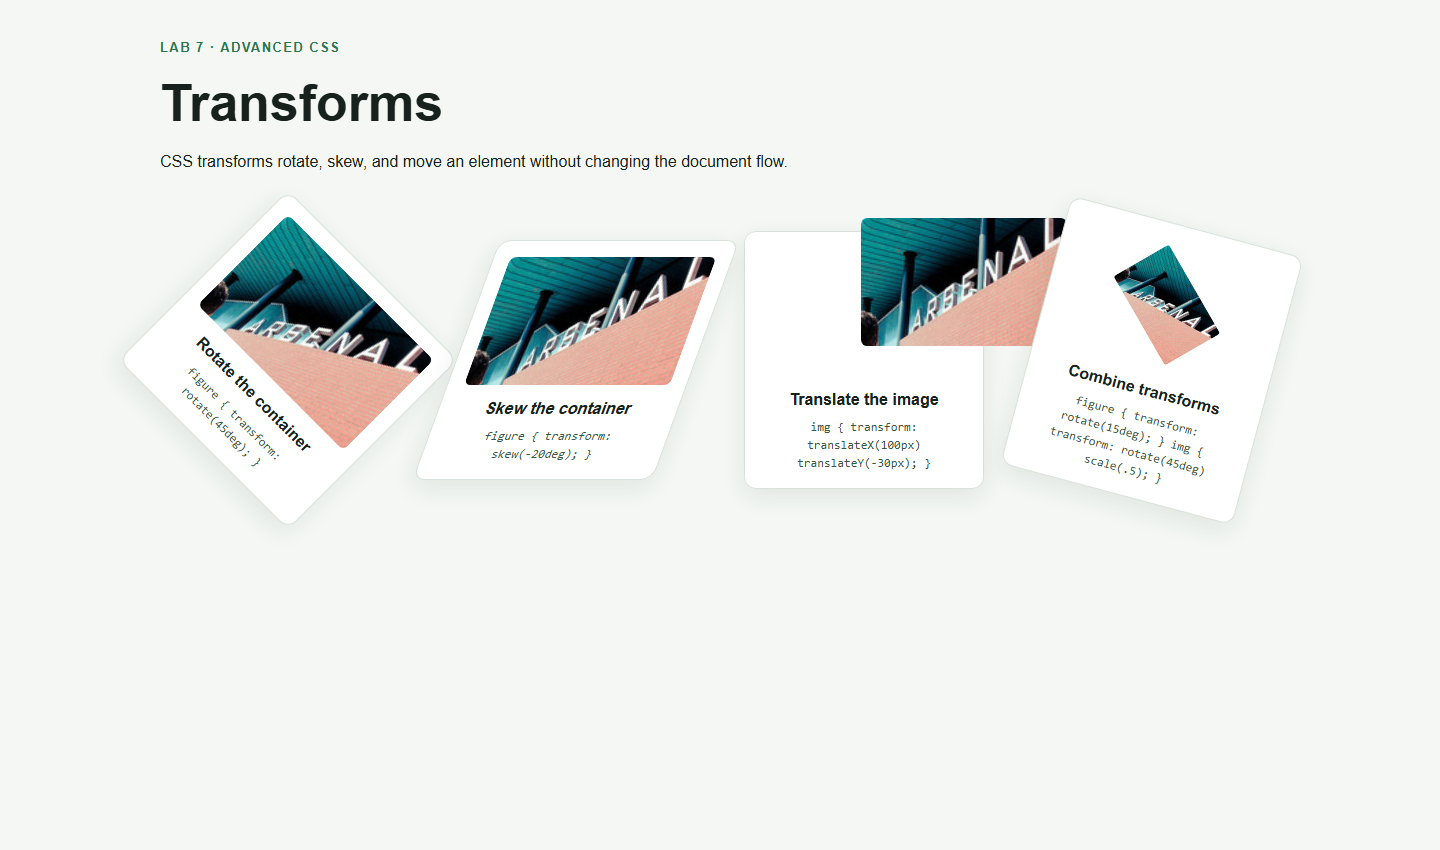 LAB 7 · ADVANCED CSS
Transforms
CSS transforms rotate, skew, and move an element without changing the document flow.
ARSENAL
Rotate the container
figure { transform:
rotate(45deg); }
ARSENAL
Skew the container
figure { transform:
skew(-20deg); }
ARSENAL
Translate the image
img { transform:
translateX(100px)
translateY(-30px); }
ARSENAL
Combine transforms
figure { transform:
rotate(15deg); } img {
transform: rotate(45deg)
scale(.5); }